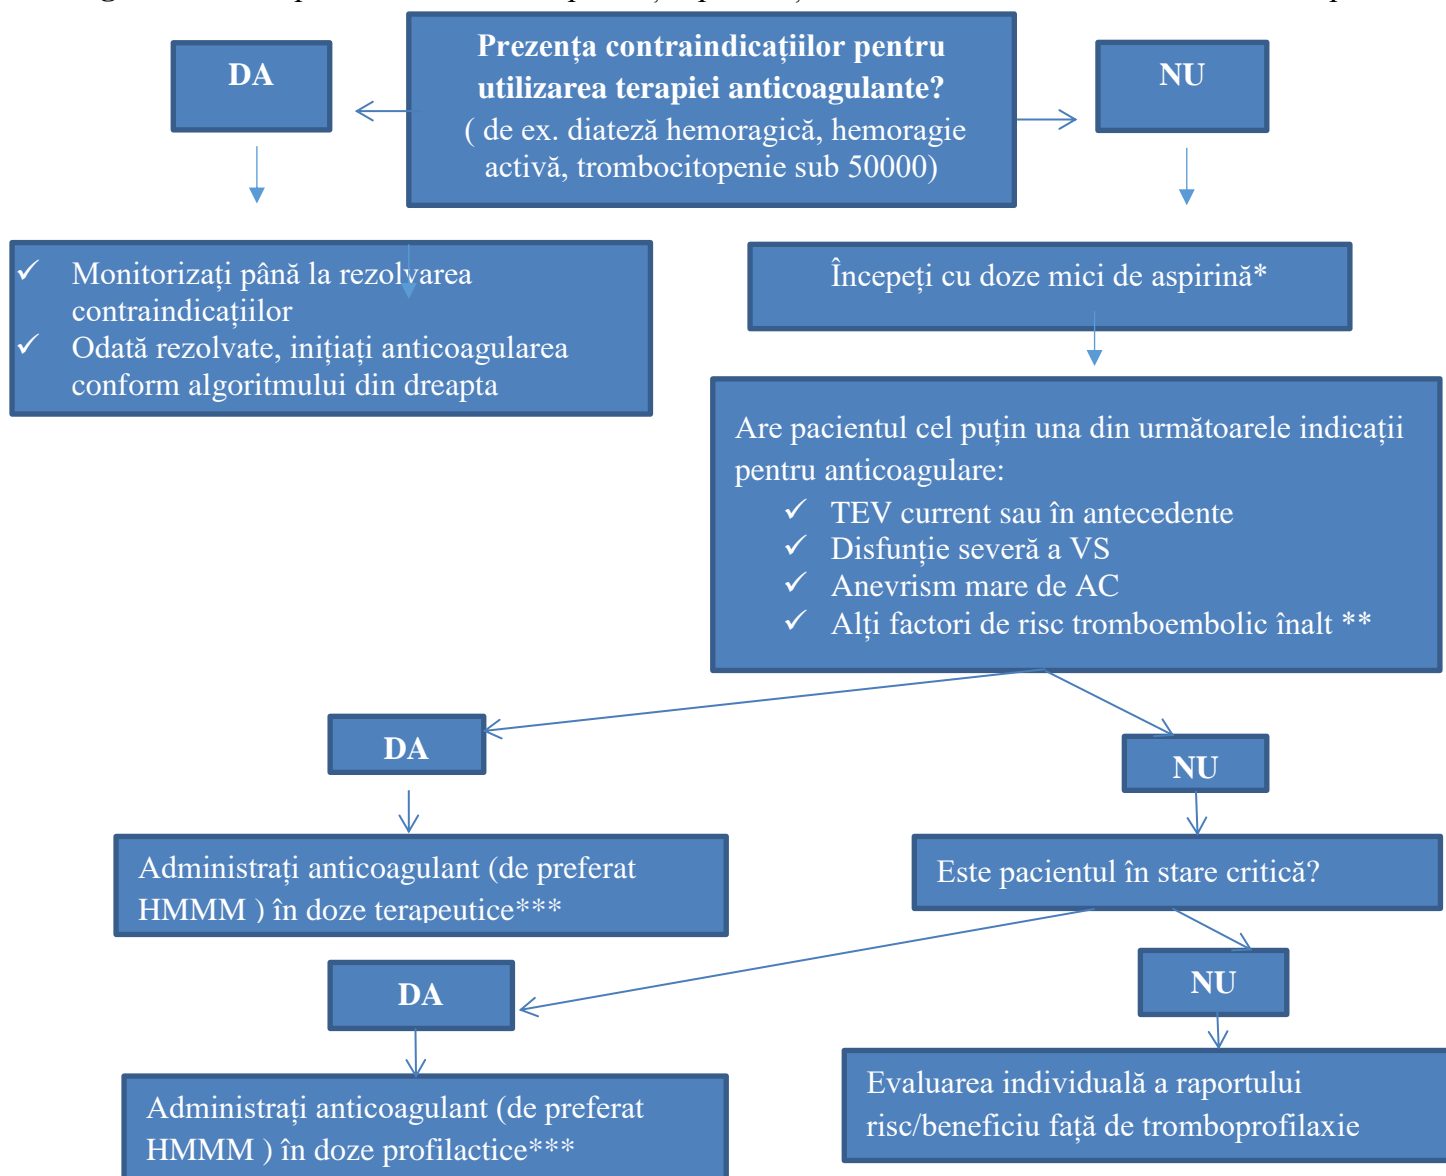 Prezența contraindicațiilor pentru
utilizarea terapiei anticoagulante?
( de ex. diateză hemoragică, hemoragie
activă, trombocitopenie sub 50000)
DA
NU
✓ Monitorizați până la rezolvarea
contraindicațiilor
✓ Odată rezolvate, inițiați anticoagularea
conform algoritmului din dreapta
Începeți cu doze mici de aspirină*
Are pacientul cel puțin una din următoarele indicații
pentru anticoagulare:
✓ TEV current sau în antecedente
✓ Disfunție severă a VS
✓ Anevrism mare de AC
✓ Alți factori de risc tromboembolic înalt **
DA
NU
Administrați anticoagulant (de preferat
HMMM ) în doze terapeutice***
Este pacientul în stare critică?
DA
NU
Administrați anticoagulant (de preferat
HMMM ) în doze profilactice***
Evaluarea individuală a raportului
risc/beneficiu față de tromboprofilaxie